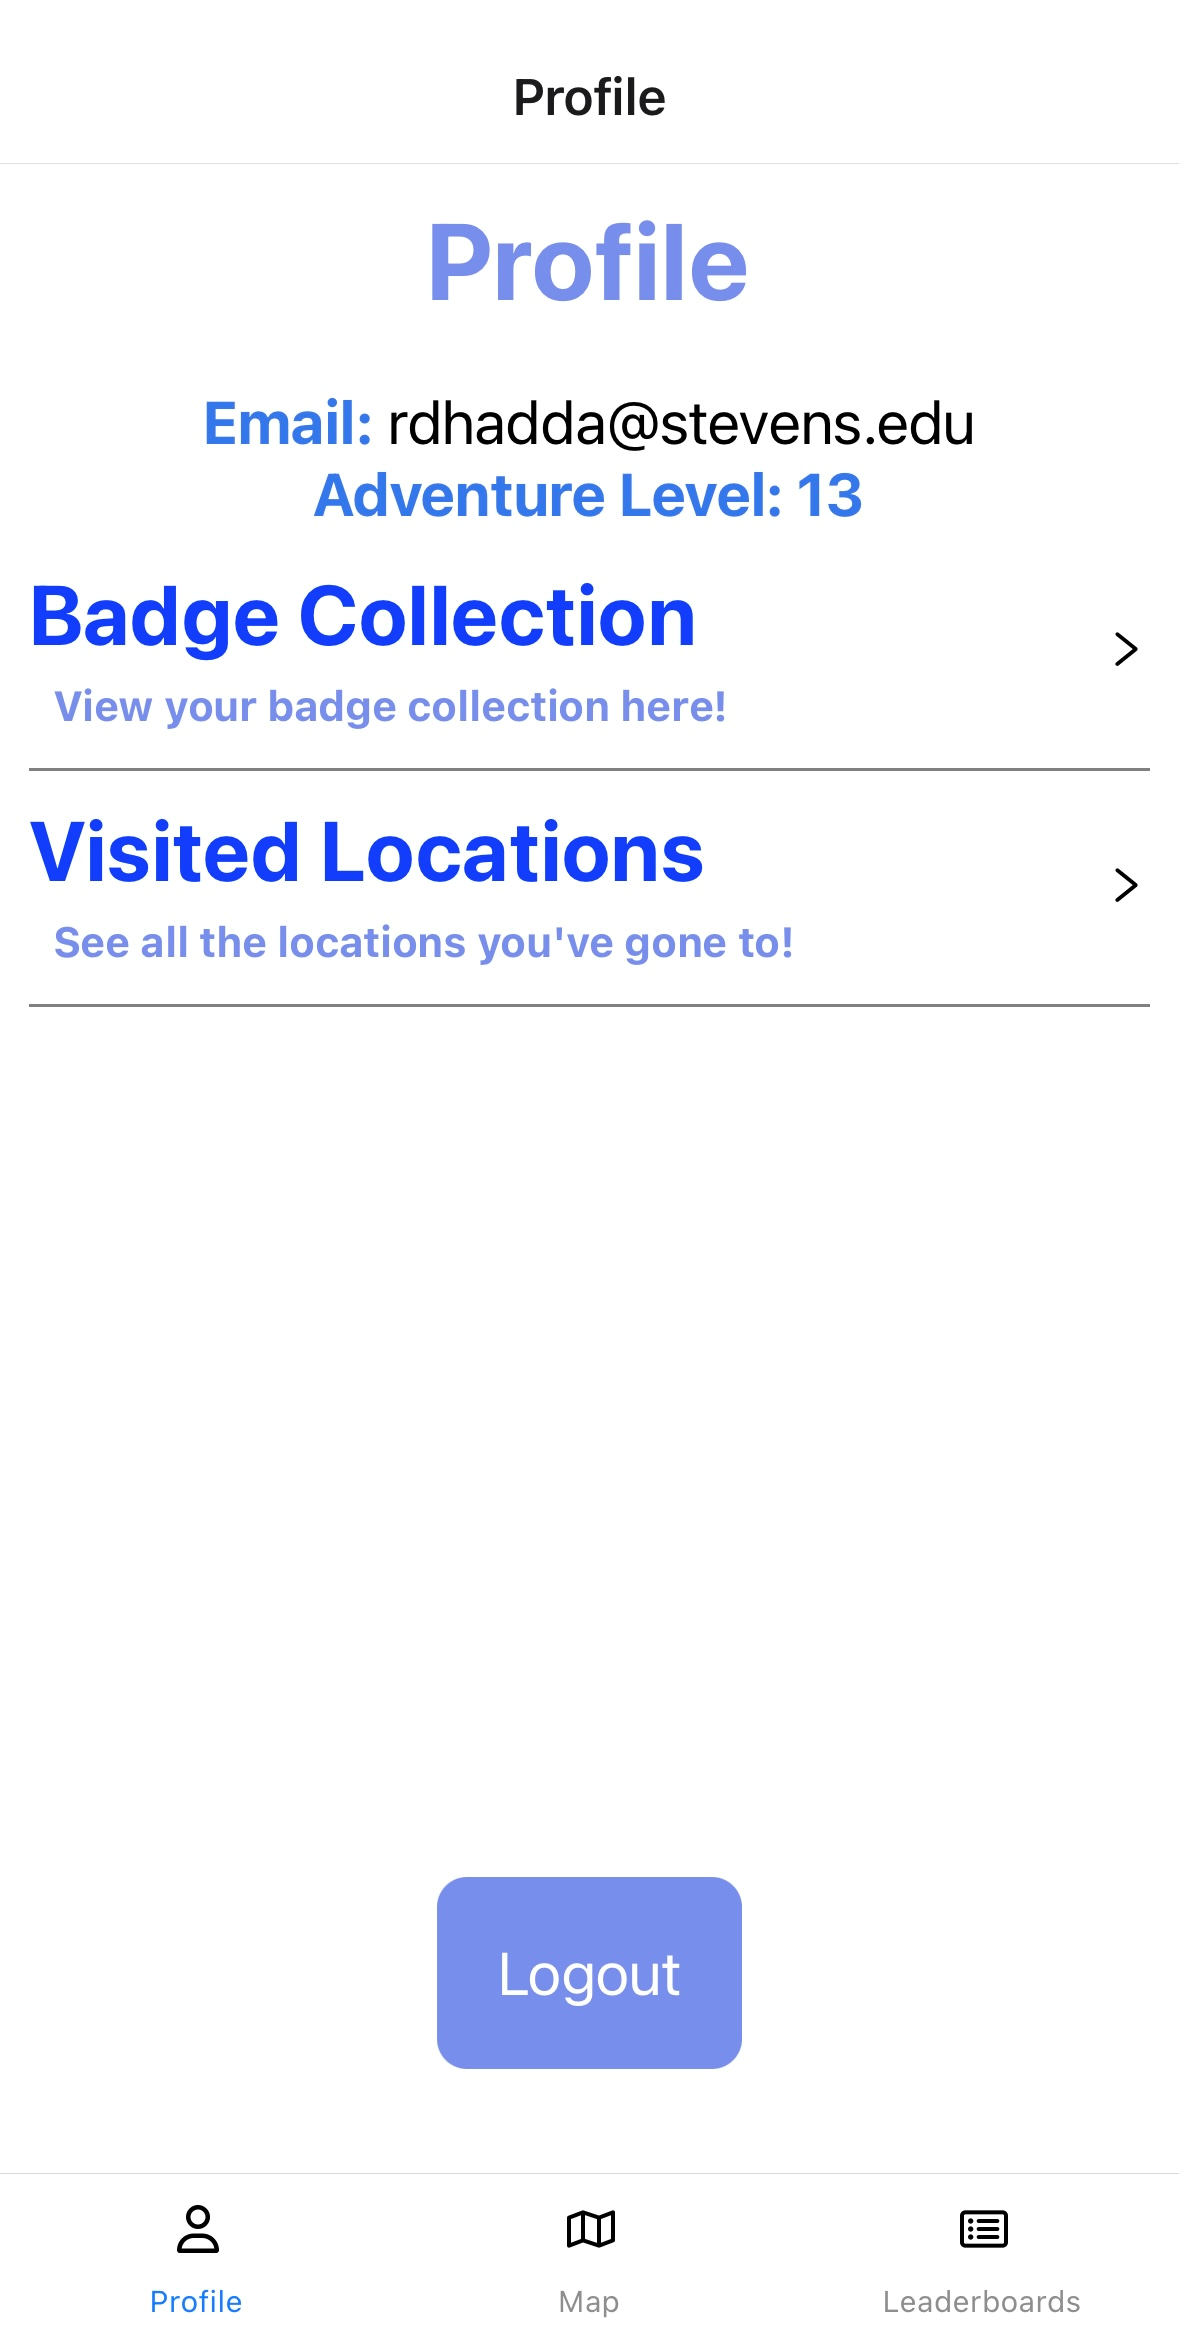 Profile
Profile
Email: rdhadda@stevens.edu
Adventure Level: 13
Badge Collection
View your badge collection here!
Visited Locations
See all the locations you've gone to!
Logout
Profile
Map
Leaderboards